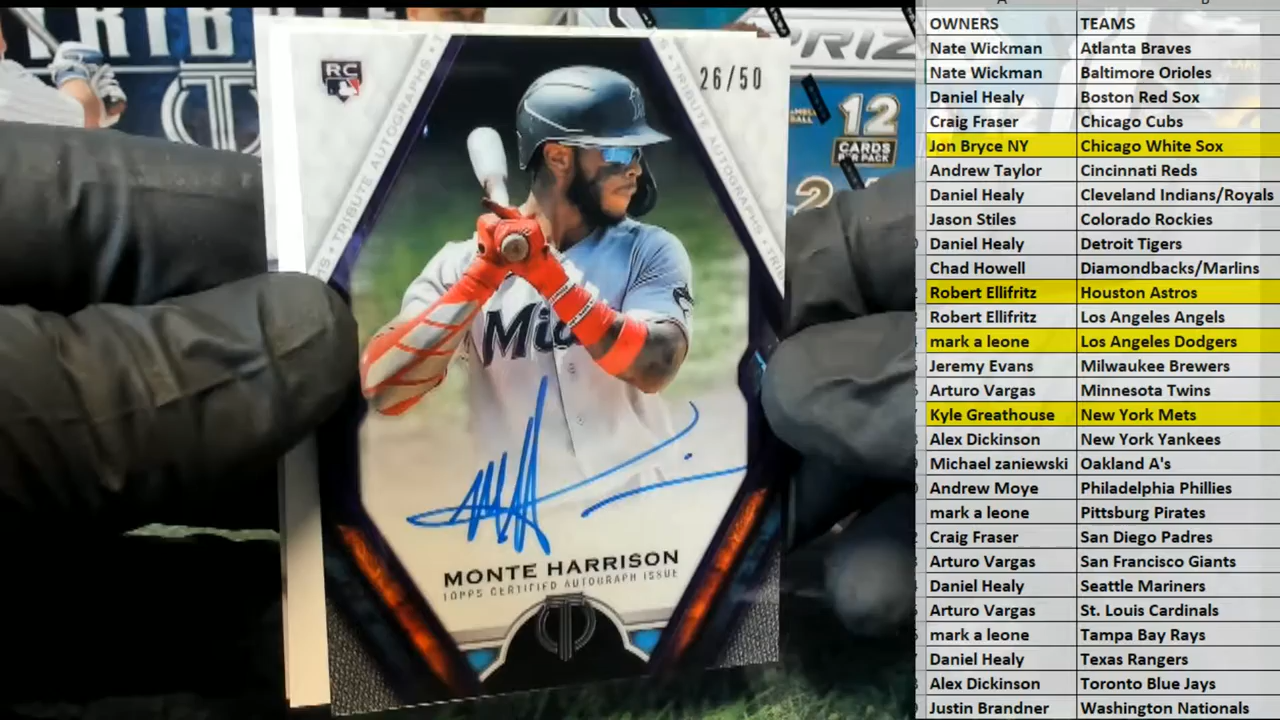 TRIB
RC
26/50
TRIBUTE AUTOGRAPHS
TRIBUTE AUTOGRAPHS
PRIZ
12
CARDS
PER PACK
2
Mia
MONTE HARRISON
TOPPS CERTIFIED AUTOGRAPH ISSUE
OWNERS TEAMS
Nate Wickman Atlanta Braves
Nate Wickman Baltimore Orioles
Daniel Healy Boston Red Sox
Craig Fraser Chicago Cubs
Jon Bryce NY Chicago White Sox
Andrew Taylor Cincinnati Reds
Daniel Healy Cleveland Indians/Royals
Jason Stiles Colorado Rockies
Daniel Healy Detroit Tigers
Chad Howell Diamondbacks/Marlins
Robert Ellifritz Houston Astros
Robert Ellifritz Los Angeles Angels
mark a leone Los Angeles Dodgers
Jeremy Evans Milwaukee Brewers
Arturo Vargas Minnesota Twins
Kyle Greathouse New York Mets
Alex Dickinson New York Yankees
Michael zaniewski Oakland A's
Andrew Moye Philadelphia Phillies
mark a leone Pittsburg Pirates
Craig Fraser San Diego Padres
Arturo Vargas San Francisco Giants
Daniel Healy Seattle Mariners
Arturo Vargas St. Louis Cardinals
mark a leone Tampa Bay Rays
Daniel Healy Texas Rangers
Alex Dickinson Toronto Blue Jays
Justin Brandner Washington Nationals